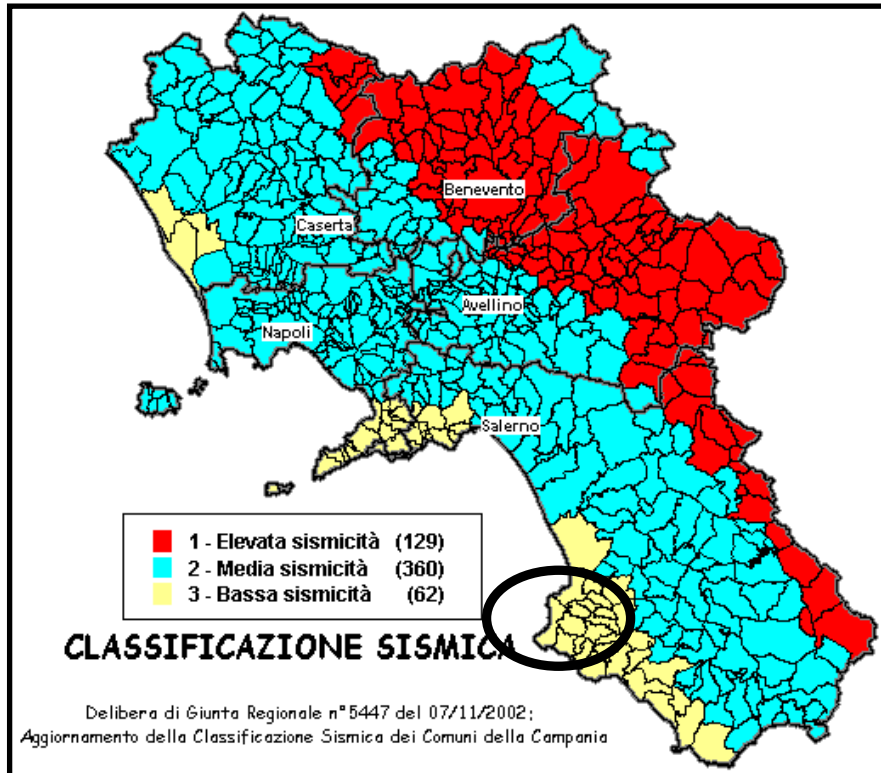 Benevento
Caserta
Avellino
Napoli
Salerno
1 - Elevata sismicità (129)
2 - Media sismicità (360)
3 - Bassa sismicità (62)
CLASSIFICAZIONE SISMICA
Delibera di Giunta Regionale n°5447 del 07/11/2002;
Aggiornamento della Classificazione Sismica dei Comuni della Campania